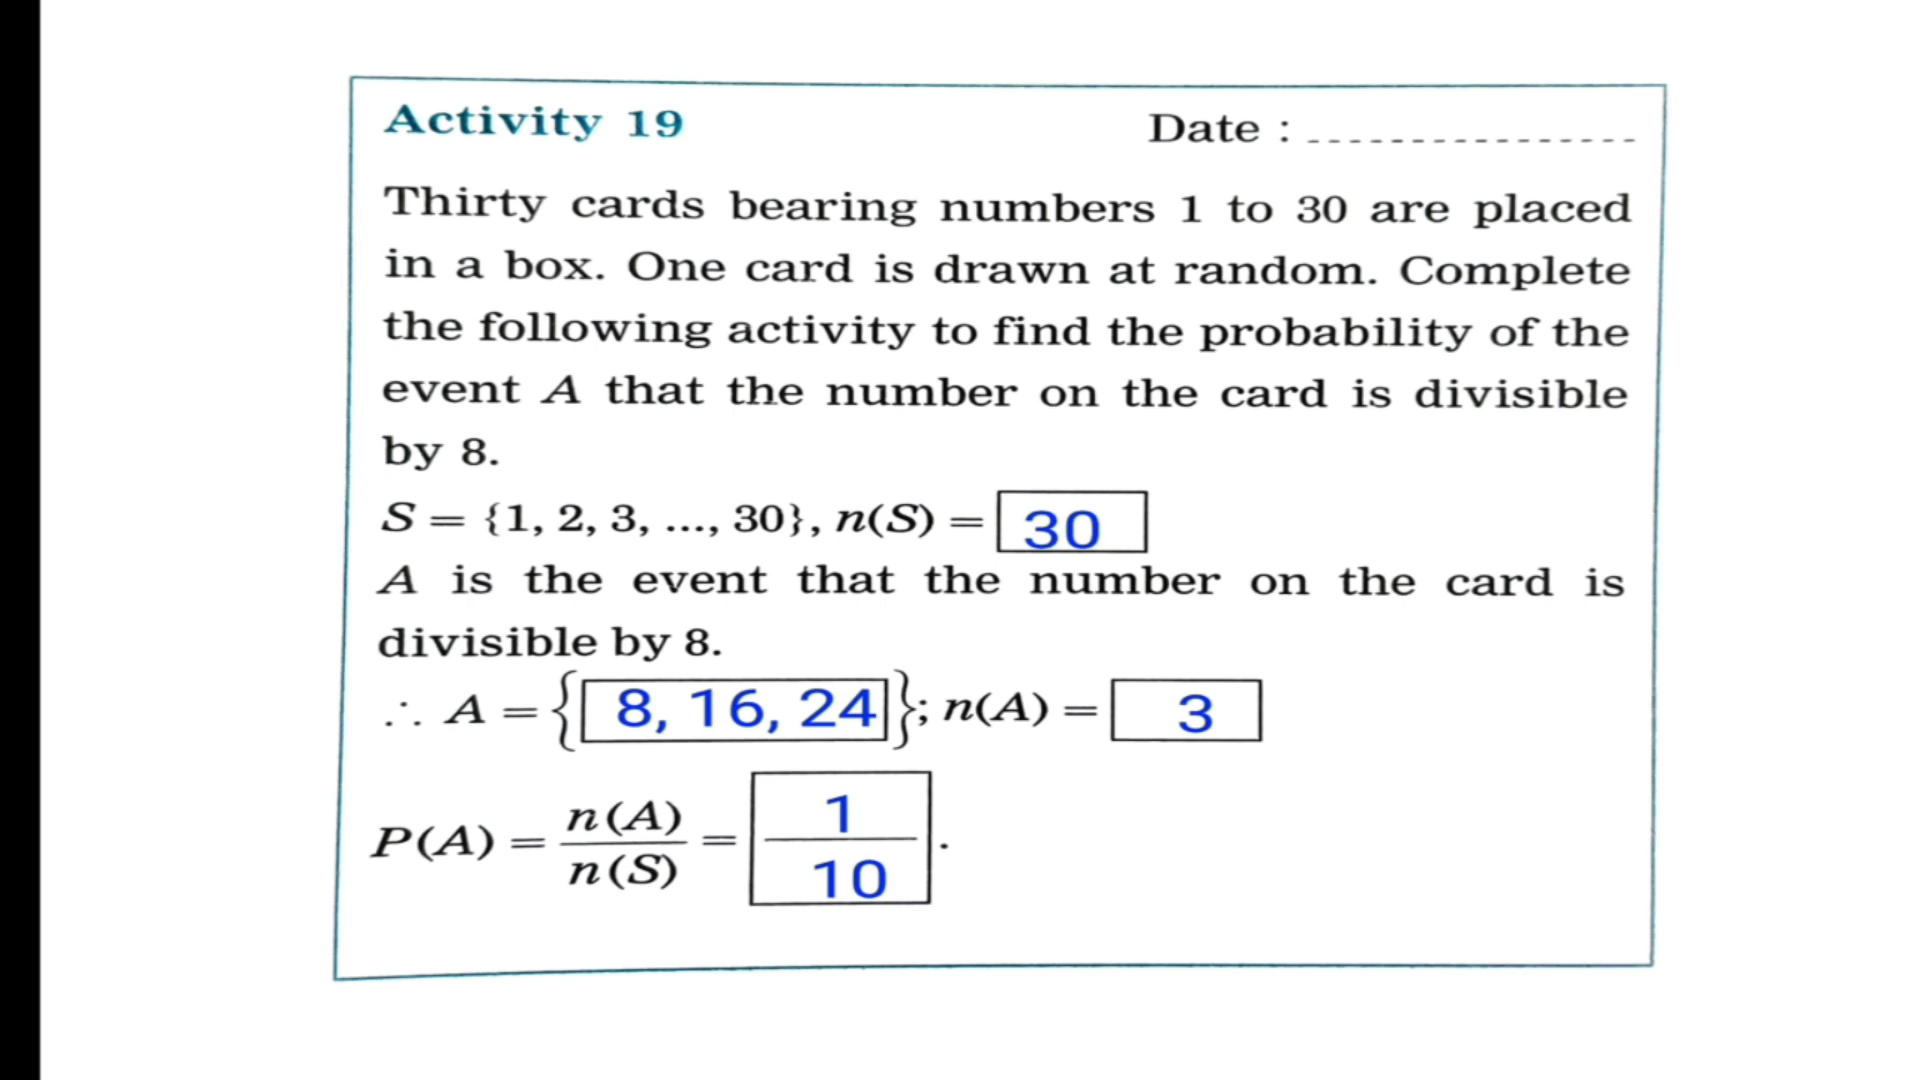 Activity 19 Date : ................
Thirty cards bearing numbers 1 to 30 are placed
in a box. One card is drawn at random. Complete
the following activity to find the probability of the
event A that the number on the card is divisible
by 8.
S = {1, 2, 3, ..., 30}, n(S) = 30
A is the event that the number on the card is
divisible by 8.
∴ A = { 8, 16, 24 }; n(A) = 3
P(A) = n(A)/n(S) = 1/10 .